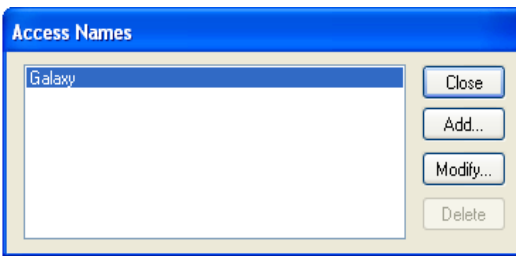 Access Names
Galaxy
Close
Add...
Modify...
Delete